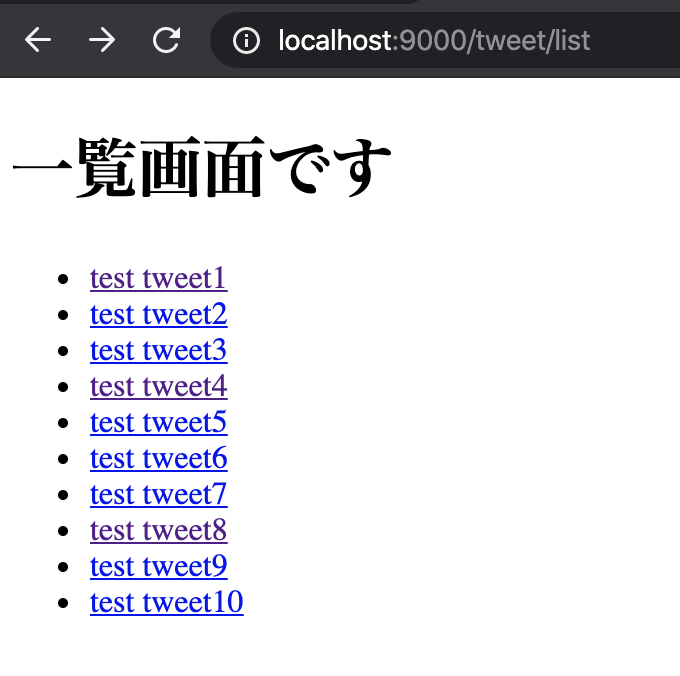 localhost:9000/tweet/list
一覧画面です
test tweet1
test tweet2
test tweet3
test tweet4
test tweet5
test tweet6
test tweet7
test tweet8
test tweet9
test tweet10